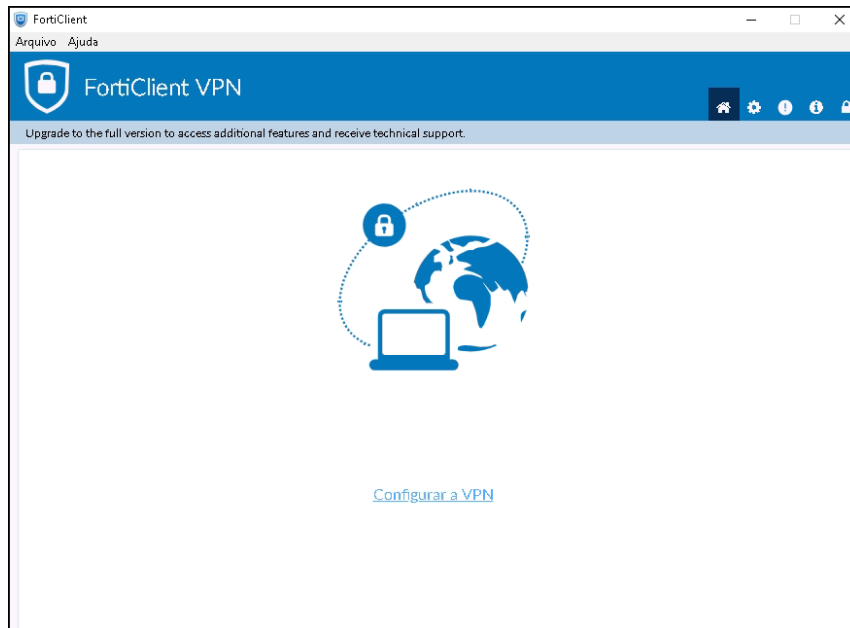 FortiClient
Arquivo Ajuda
FortiClient VPN
Upgrade to the full version to access additional features and receive technical support.
Configurar a VPN